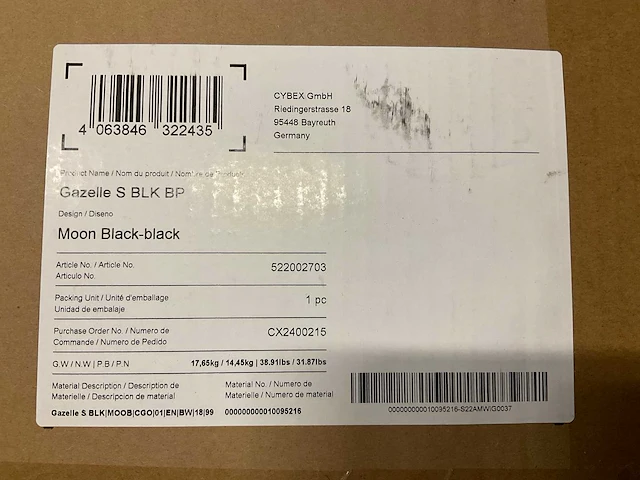 4 063846 322435
CYBEX GmbH
Riedingerstrasse 18
95448 Bayreuth
Germany
Product Name / Nom du produit / Nombre de Producto
Gazelle S BLK BP
Design / Diseno
Moon Black-black
Article No. / Article No.
Articulo No.
522002703
Packing Unit / Unité d'emballage
Unidad de embalaje
1 pc
Purchase Order No. / Numero de
Commande / Numero de Pedido
CX2400215
G.W / N.W | P.B / P.N
17,65kg / 14,45kg | 38.91lbs / 31.87lbs
Material Description / Description de
Materielle / Descripcion de material
Material No. / Numero de
Materielle / Numero de material
Gazelle S BLK|MOOB|CGO|01|EN|BW|18|99
000000000010095216
000000000010095216-S22AMWIG0037